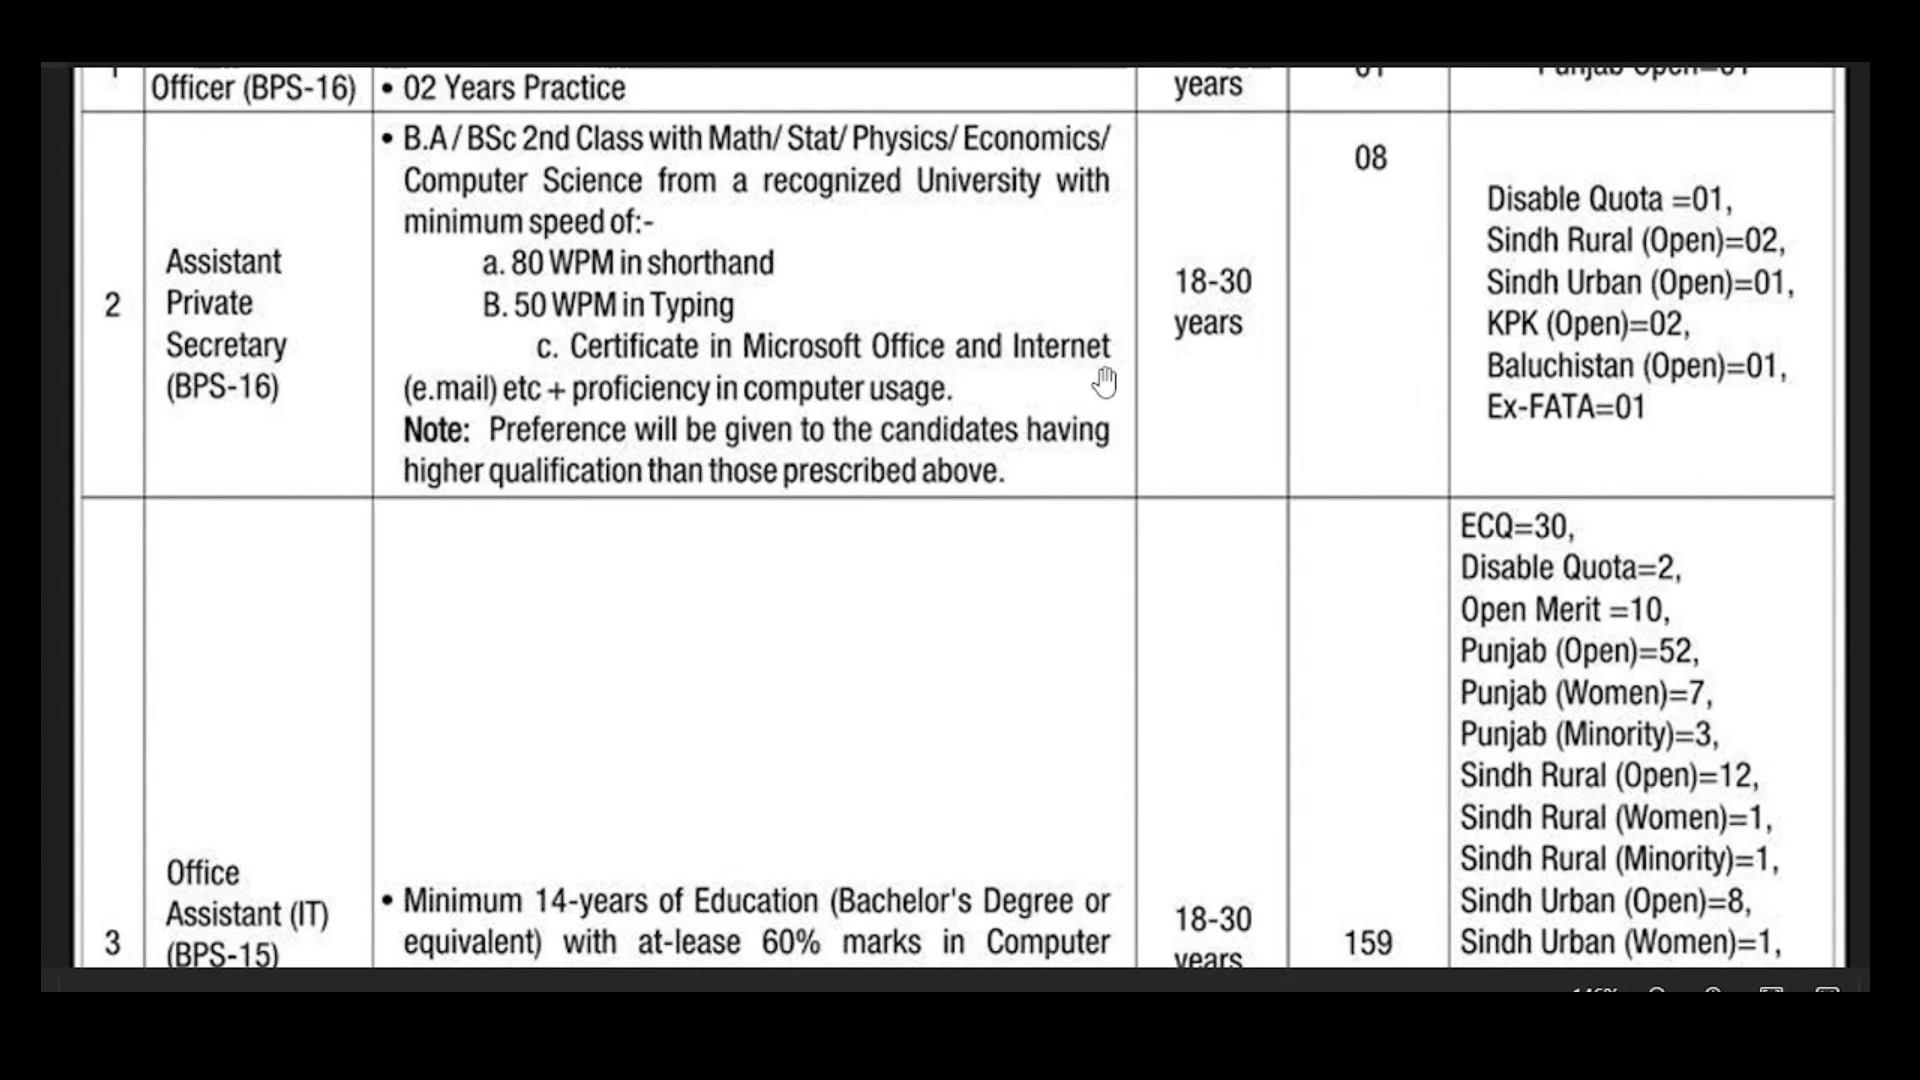 Officer (BPS-16)
• 02 Years Practice
years
2
Assistant
Private
Secretary
(BPS-16)
• B.A / BSc 2nd Class with Math/ Stat/ Physics/ Economics/
Computer Science from a recognized University with
minimum speed of:-
a. 80 WPM in shorthand
B. 50 WPM in Typing
c. Certificate in Microsoft Office and Internet
(e.mail) etc + proficiency in computer usage.
Note: Preference will be given to the candidates having
higher qualification than those prescribed above.
18-30
years
08
Disable Quota =01,
Sindh Rural (Open)=02,
Sindh Urban (Open)=01,
KPK (Open)=02,
Baluchistan (Open)=01,
Ex-FATA=01
3
Office
Assistant (IT)
(BPS-15)
• Minimum 14-years of Education (Bachelor's Degree or
equivalent) with at-lease 60% marks in Computer
18-30
years
159
ECQ=30,
Disable Quota=2,
Open Merit =10,
Punjab (Open)=52,
Punjab (Women)=7,
Punjab (Minority)=3,
Sindh Rural (Open)=12,
Sindh Rural (Women)=1,
Sindh Rural (Minority)=1,
Sindh Urban (Open)=8,
Sindh Urban (Women)=1,